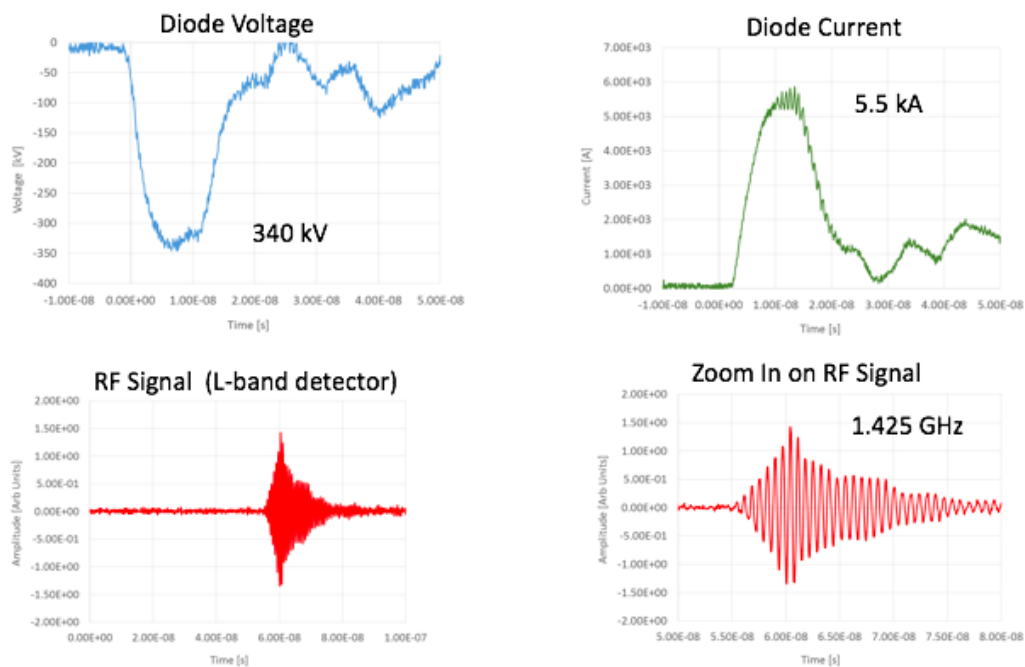 Diode Voltage
0
-50
-100
-150
-200
-250
-300
-350
-400
Voltage [kV]
340 kV
-1.00E-08 0.00E+00 1.00E-08 2.00E-08 3.00E-08 4.00E-08 5.00E-08
Time [s]
Diode Current
7.00E+03
6.00E+03
5.00E+03
4.00E+03
3.00E+03
2.00E+03
1.00E+03
0.00E+00
Current [A]
5.5 kA
-1.00E-08 0.00E+00 1.00E-08 2.00E-08 3.00E-08 4.00E-08 5.00E-08
Time [s]
RF Signal (L-band detector)
2.00E+00
1.50E+00
1.00E+00
5.00E-01
0.00E+00
-5.00E-01
-1.00E+00
-1.50E+00
-2.00E+00
Amplitude [Arb Units]
0.00E+00 2.00E-08 4.00E-08 6.00E-08 8.00E-08 1.00E-07
Time [s]
Zoom In on RF Signal
2.00E+00
1.50E+00
1.00E+00
5.00E-01
0.00E+00
-5.00E-01
-1.00E+00
-1.50E+00
-2.00E+00
Amplitude [Arb Units]
1.425 GHz
5.00E-08 5.50E-08 6.00E-08 6.50E-08 7.00E-08 7.50E-08 8.00E-08
Time [s]